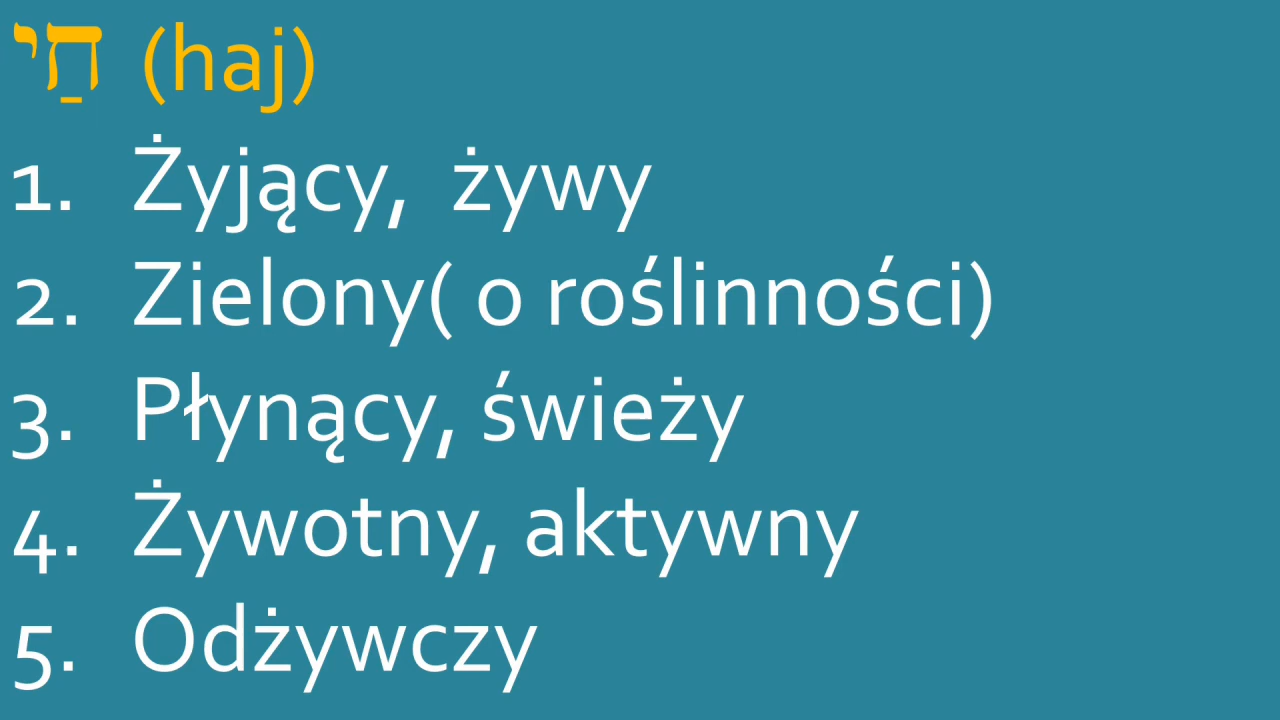 חַי (haj)
1. Żyjący, żywy
2. Zielony( o roślinności)
3. Płynący, świeży
4. Żywotny, aktywny
5. Odżywczy